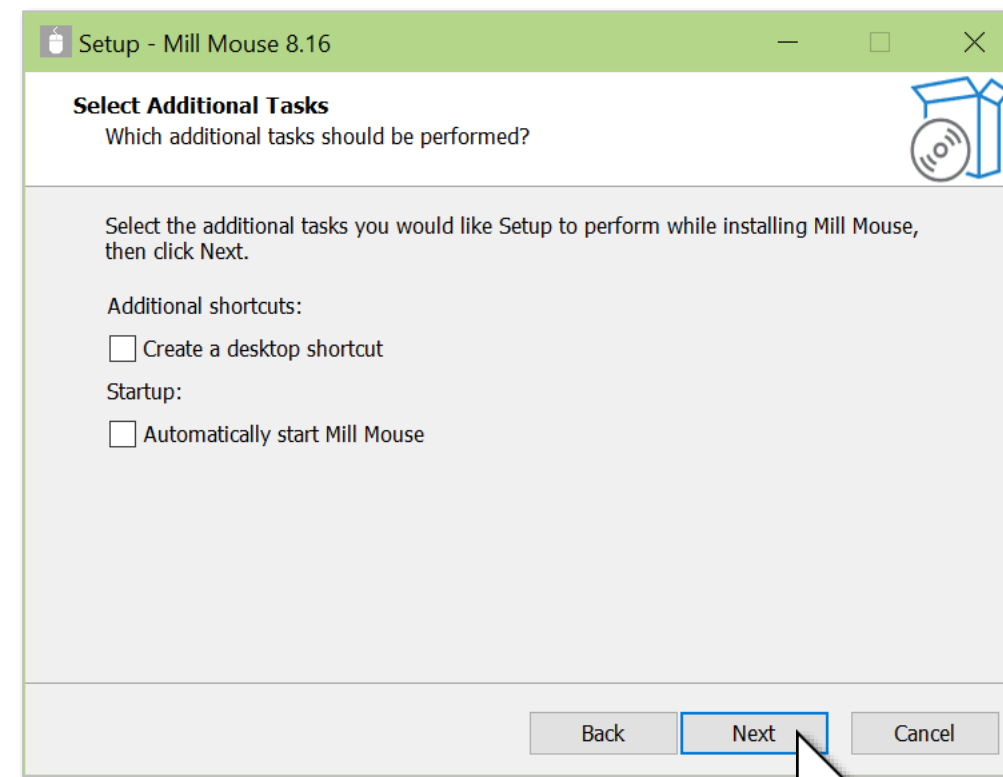 Setup - Mill Mouse 8.16
Select Additional Tasks
Which additional tasks should be performed?
Select the additional tasks you would like Setup to perform while installing Mill Mouse,
then click Next.
Additional shortcuts:
Create a desktop shortcut
Startup:
Automatically start Mill Mouse
Back Next Cancel